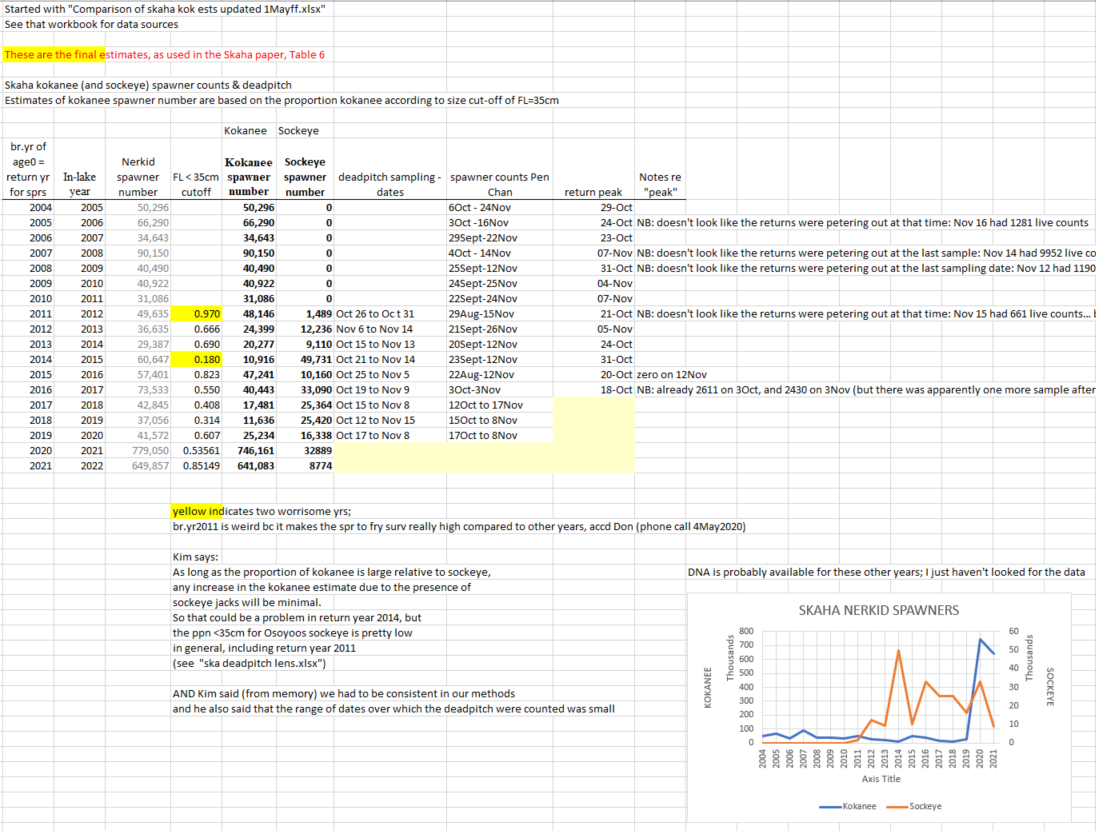 Started with "Comparison of skaha kok ests updated 1Mayff.xlsx"
See that workbook for data sources
These are the final estimates, as used in the Skaha paper, Table 6
Skaha kokanee (and sockeye) spawner counts & deadpitch
Estimates of kokanee spawner number are based on the proportion kokanee according to size cut-off of FL=35cm
Kokanee Sockeye
br.yr of age0 = return yr for sprs In-lake year Nerkid spawner number FL < 35cm cutoff Kokanee spawner number Sockeye spawner number deadpitch sampling - dates spawner counts Pen Chan return peak Notes re "peak"
2004 2005 50,296 50,296 0 6Oct - 24Nov 29-Oct
2005 2006 66,290 66,290 0 3Oct -16Nov 24-Oct NB: doesn't look like the returns were petering out at that time: Nov 16 had 1281 live counts
2006 2007 34,643 34,643 0 29Sept-22Nov 23-Oct
2007 2008 90,150 90,150 0 4Oct - 14Nov 07-Nov NB: doesn't look like the returns were petering out at the last sample: Nov 14 had 9952 live co
2008 2009 40,490 40,490 0 25Sept-12Nov 31-Oct NB: doesn't look like the returns were petering out at the last sampling date: Nov 12 had 1190
2009 2010 40,922 40,922 0 24Sept-25Nov 04-Nov
2010 2011 31,086 31,086 0 22Sept-24Nov 07-Nov
2011 2012 49,635 0.970 48,146 1,489 Oct 26 to Oc t 31 29Aug-15Nov 21-Oct NB: doesn't look like the returns were petering out at that time: Nov 15 had 661 live counts...
2012 2013 36,635 0.666 24,399 12,236 Nov 6 to Nov 14 21Sept-26Nov 05-Nov
2013 2014 29,387 0.690 20,277 9,110 Oct 15 to Nov 13 20Sept-12Nov 24-Oct
2014 2015 60,647 0.180 10,916 49,731 Oct 21 to Nov 14 23Sept-12Nov 31-Oct
2015 2016 57,401 0.823 47,241 10,160 Oct 25 to Nov 5 22Aug-12Nov 20-Oct zero on 12Nov
2016 2017 73,533 0.550 40,443 33,090 Oct 19 to Nov 9 3Oct-3Nov 18-Oct NB: already 2611 on 3Oct, and 2430 on 3Nov (but there was apparently one more sample after
2017 2018 42,845 0.408 17,481 25,364 Oct 15 to Nov 8 12Oct to 17Nov
2018 2019 37,056 0.314 11,636 25,420 Oct 12 to Nov 15 15Oct to 8Nov
2019 2020 41,572 0.607 25,234 16,338 Oct 17 to Nov 8 17Oct to 8Nov
2020 2021 779,050 0.53561 746,161 32889
2021 2022 649,857 0.85149 641,083 8774
yellow indicates two worrisome yrs;
br.yr2011 is weird bc it makes the spr to fry surv really high compared to other years, accd Don (phone call 4May2020)
Kim says:
As long as the proportion of kokanee is large relative to sockeye,
any increase in the kokanee estimate due to the presence of
sockeye jacks will be minimal.
So that could be a problem in return year 2014, but
the ppn <35cm for Osoyoos sockeye is pretty low
in general, including return year 2011
(see "ska deadpitch lens.xlsx")
AND Kim said (from memory) we had to be consistent in our methods
and he also said that the range of dates over which the deadpitch were counted was small
DNA is probably available for these other years; I just haven't looked for the data
SKAHA NERKID SPAWNERS
KOKANEE
Thousands
800
700
600
500
400
300
200
100
0
60
50
40
30
20
10
0
Thousands
SOCKEYE
2004 2005 2006 2007 2008 2009 2010 2011 2012 2013 2014 2015 2016 2017 2018 2019 2020 2021
Axis Title
Kokanee Sockeye